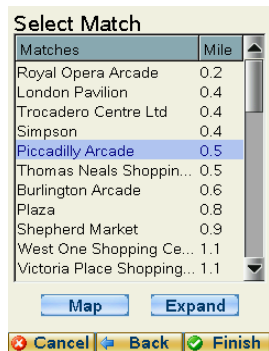 Select Match
Matches Mile
Royal Opera Arcade 0.2
London Pavilion 0.4
Trocadero Centre Ltd 0.4
Simpson 0.4
Piccadilly Arcade 0.5
Thomas Neals Shoppin... 0.5
Burlington Arcade 0.6
Plaza 0.8
Shepherd Market 0.9
West One Shopping Ce... 1.1
Victoria Place Shopping... 1.1
Map Expand
Cancel Back Finish